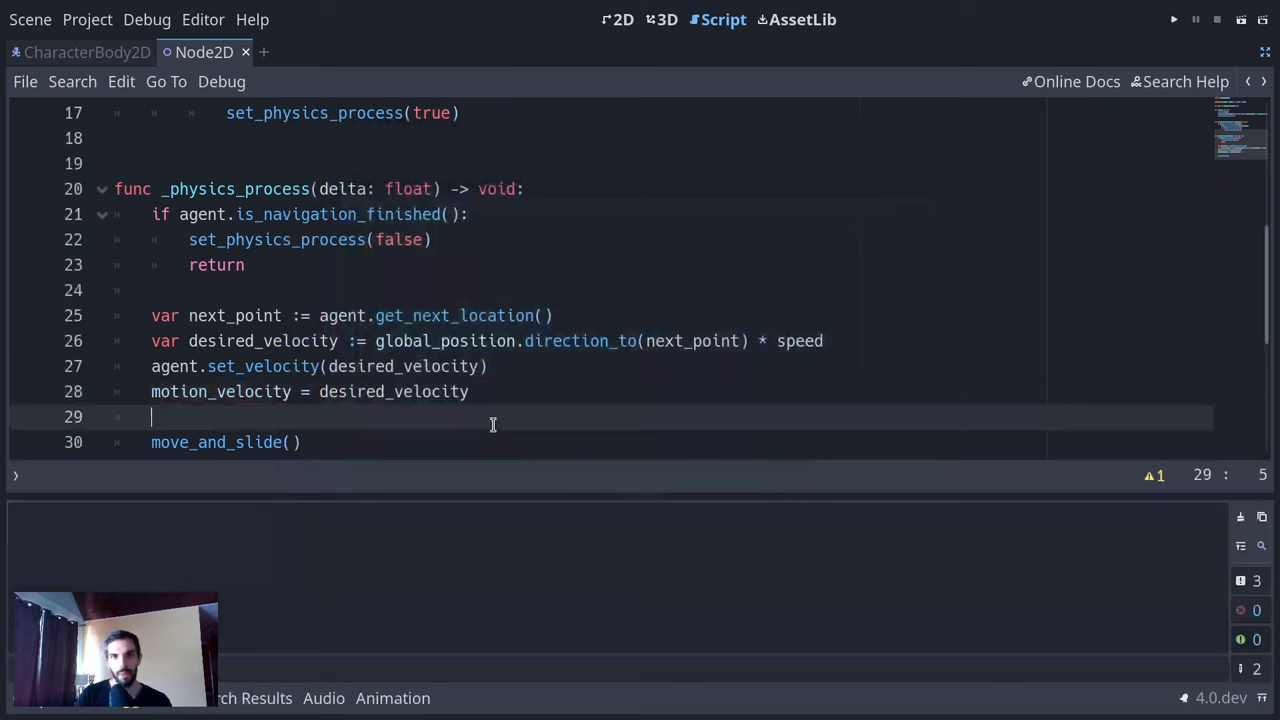 Scene Project Debug Editor Help 2D 3D Script AssetLib
CharacterBody2D Node2D × +
File Search Edit Go To Debug Online Docs Search Help
17 set_physics_process(true)
18
19
20 func _physics_process(delta: float) -> void:
21 if agent.is_navigation_finished():
22 set_physics_process(false)
23 return
24
25 var next_point := agent.get_next_location()
26 var desired_velocity := global_position.direction_to(next_point) * speed
27 agent.set_velocity(desired_velocity)
28 motion_velocity = desired_velocity
29
30 move_and_slide()
1 29 : 5
3
0
0
2
rch Results Audio Animation 4.0.dev